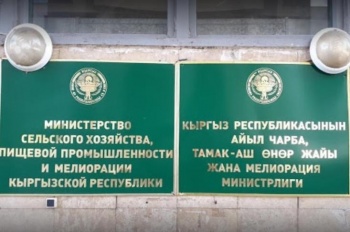 МИНИСТЕРСТВО
СЕЛЬСКОГО ХОЗЯЙСТВА,
ПИЩЕВОЙ ПРОМЫШЛЕННОСТИ
И МЕЛИОРАЦИИ
КЫРГЫЗСКОЙ РЕСПУБЛИКИ
КЫРГЫЗ РЕСПУБЛИКАСЫНЫН
АЙЫЛ ЧАРБА,
ТАМАК-АШ ӨНӨР ЖАЙЫ
ЖАНА МЕЛИОРАЦИЯ
МИНИСТРЛИГИ